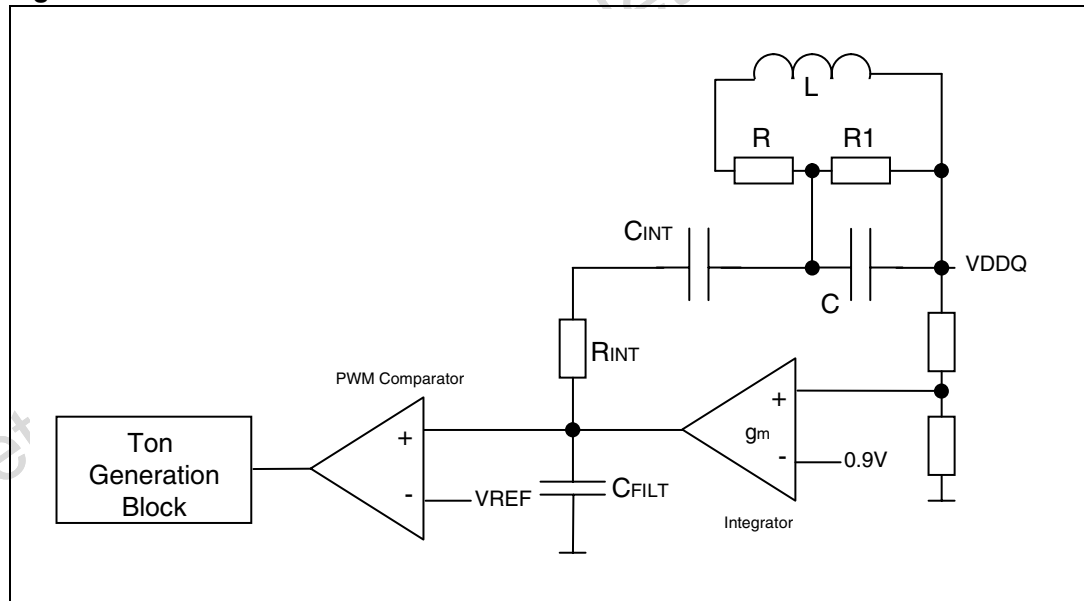 L
R R1
CINT
VDDQ
C
RINT
PWM Comparator
+
gm
-
0.9V
Integrator
+
-
VREF
CFILT
Ton
Generation
Block